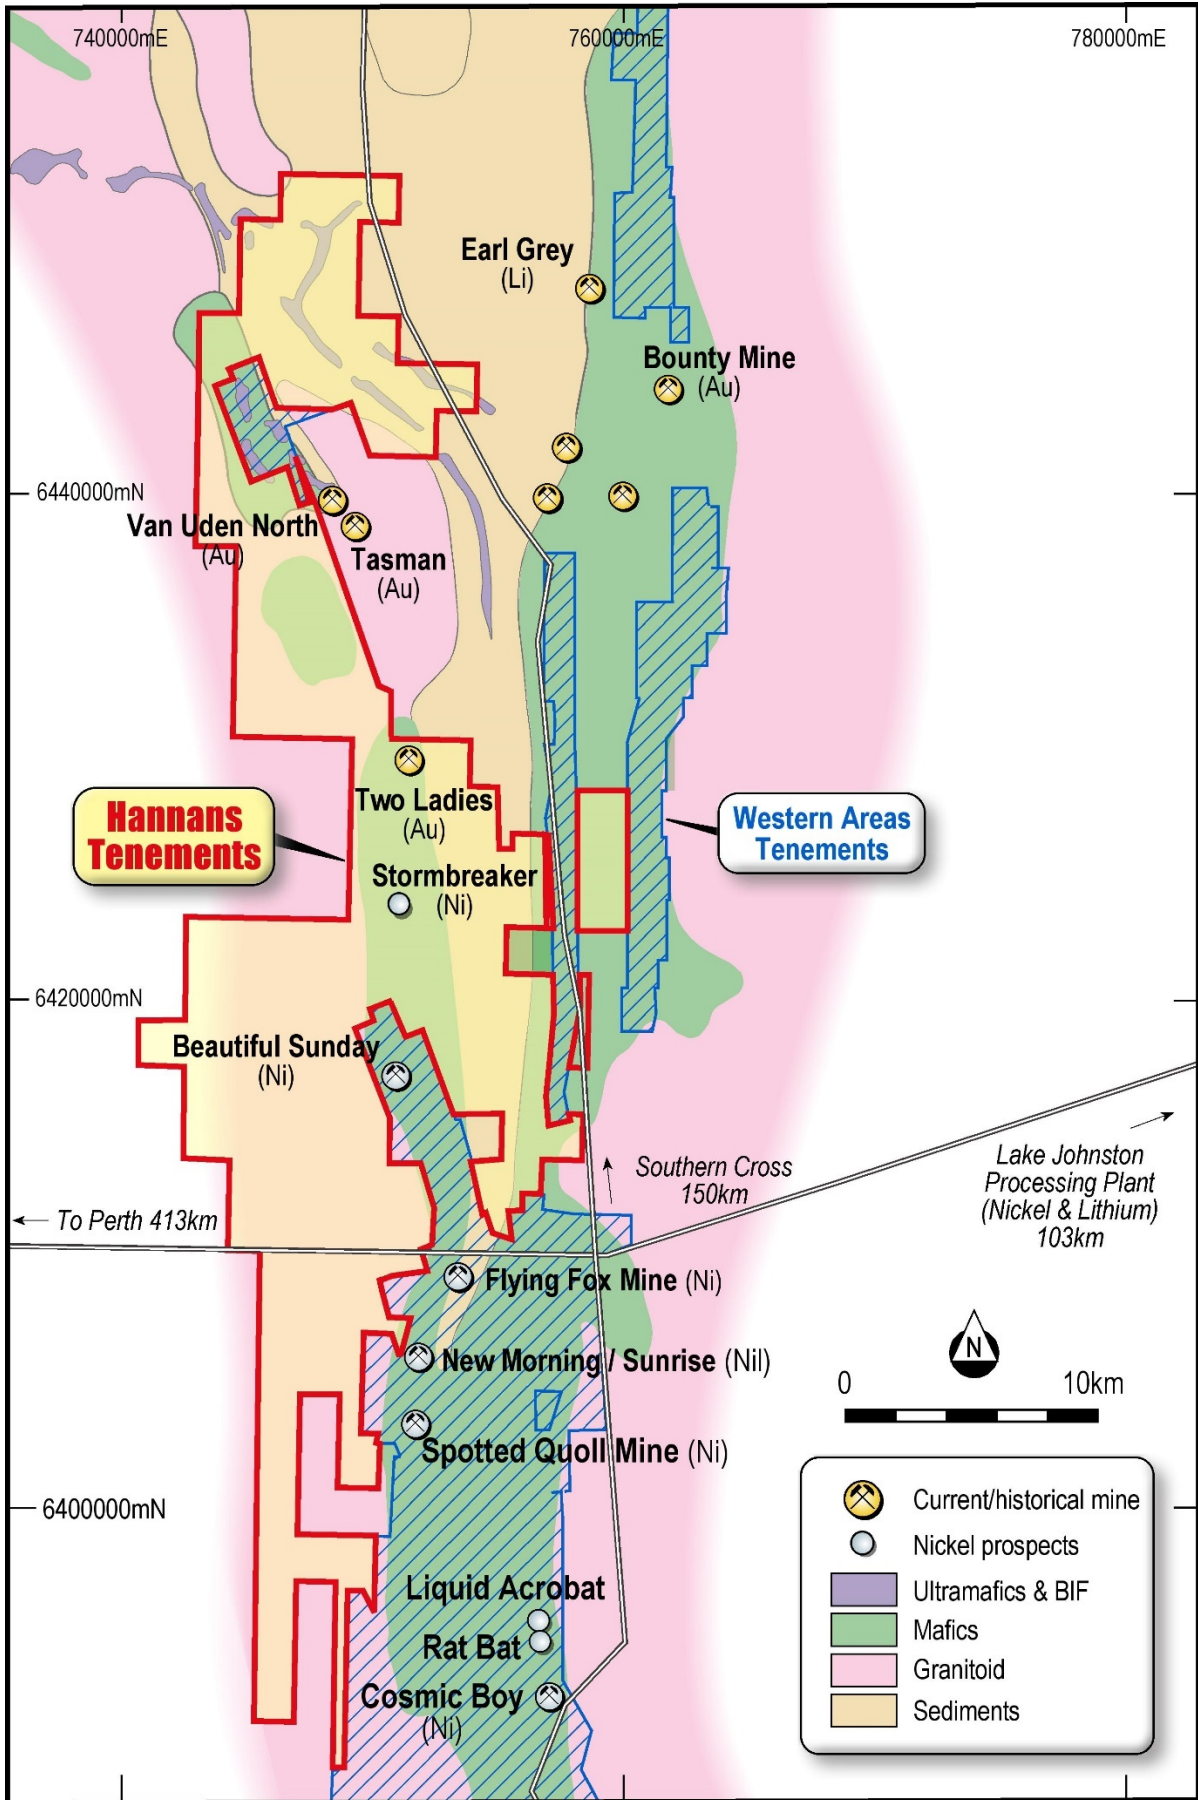 740000mE
760000mE
780000mE
Earl Grey
(Li)
Bounty Mine
(Au)
6440000mN
Van Uden North
(Au)
Tasman
(Au)
Two Ladies
(Au)
Hannans
Tenements
Western Areas
Tenements
Stormbreaker
(Ni)
6420000mN
Beautiful Sunday
(Ni)
Southern Cross
150km
Lake Johnston
Processing Plant
(Nickel & Lithium)
103km
To Perth 413km
Flying Fox Mine (Ni)
New Morning / Sunrise (Nil)
Spotted Quoll Mine (Ni)
N
0 10km
6400000mN
Liquid Acrobat
Rat Bat
Cosmic Boy
(Ni)
Current/historical mine
Nickel prospects
Ultramafics & BIF
Mafics
Granitoid
Sediments